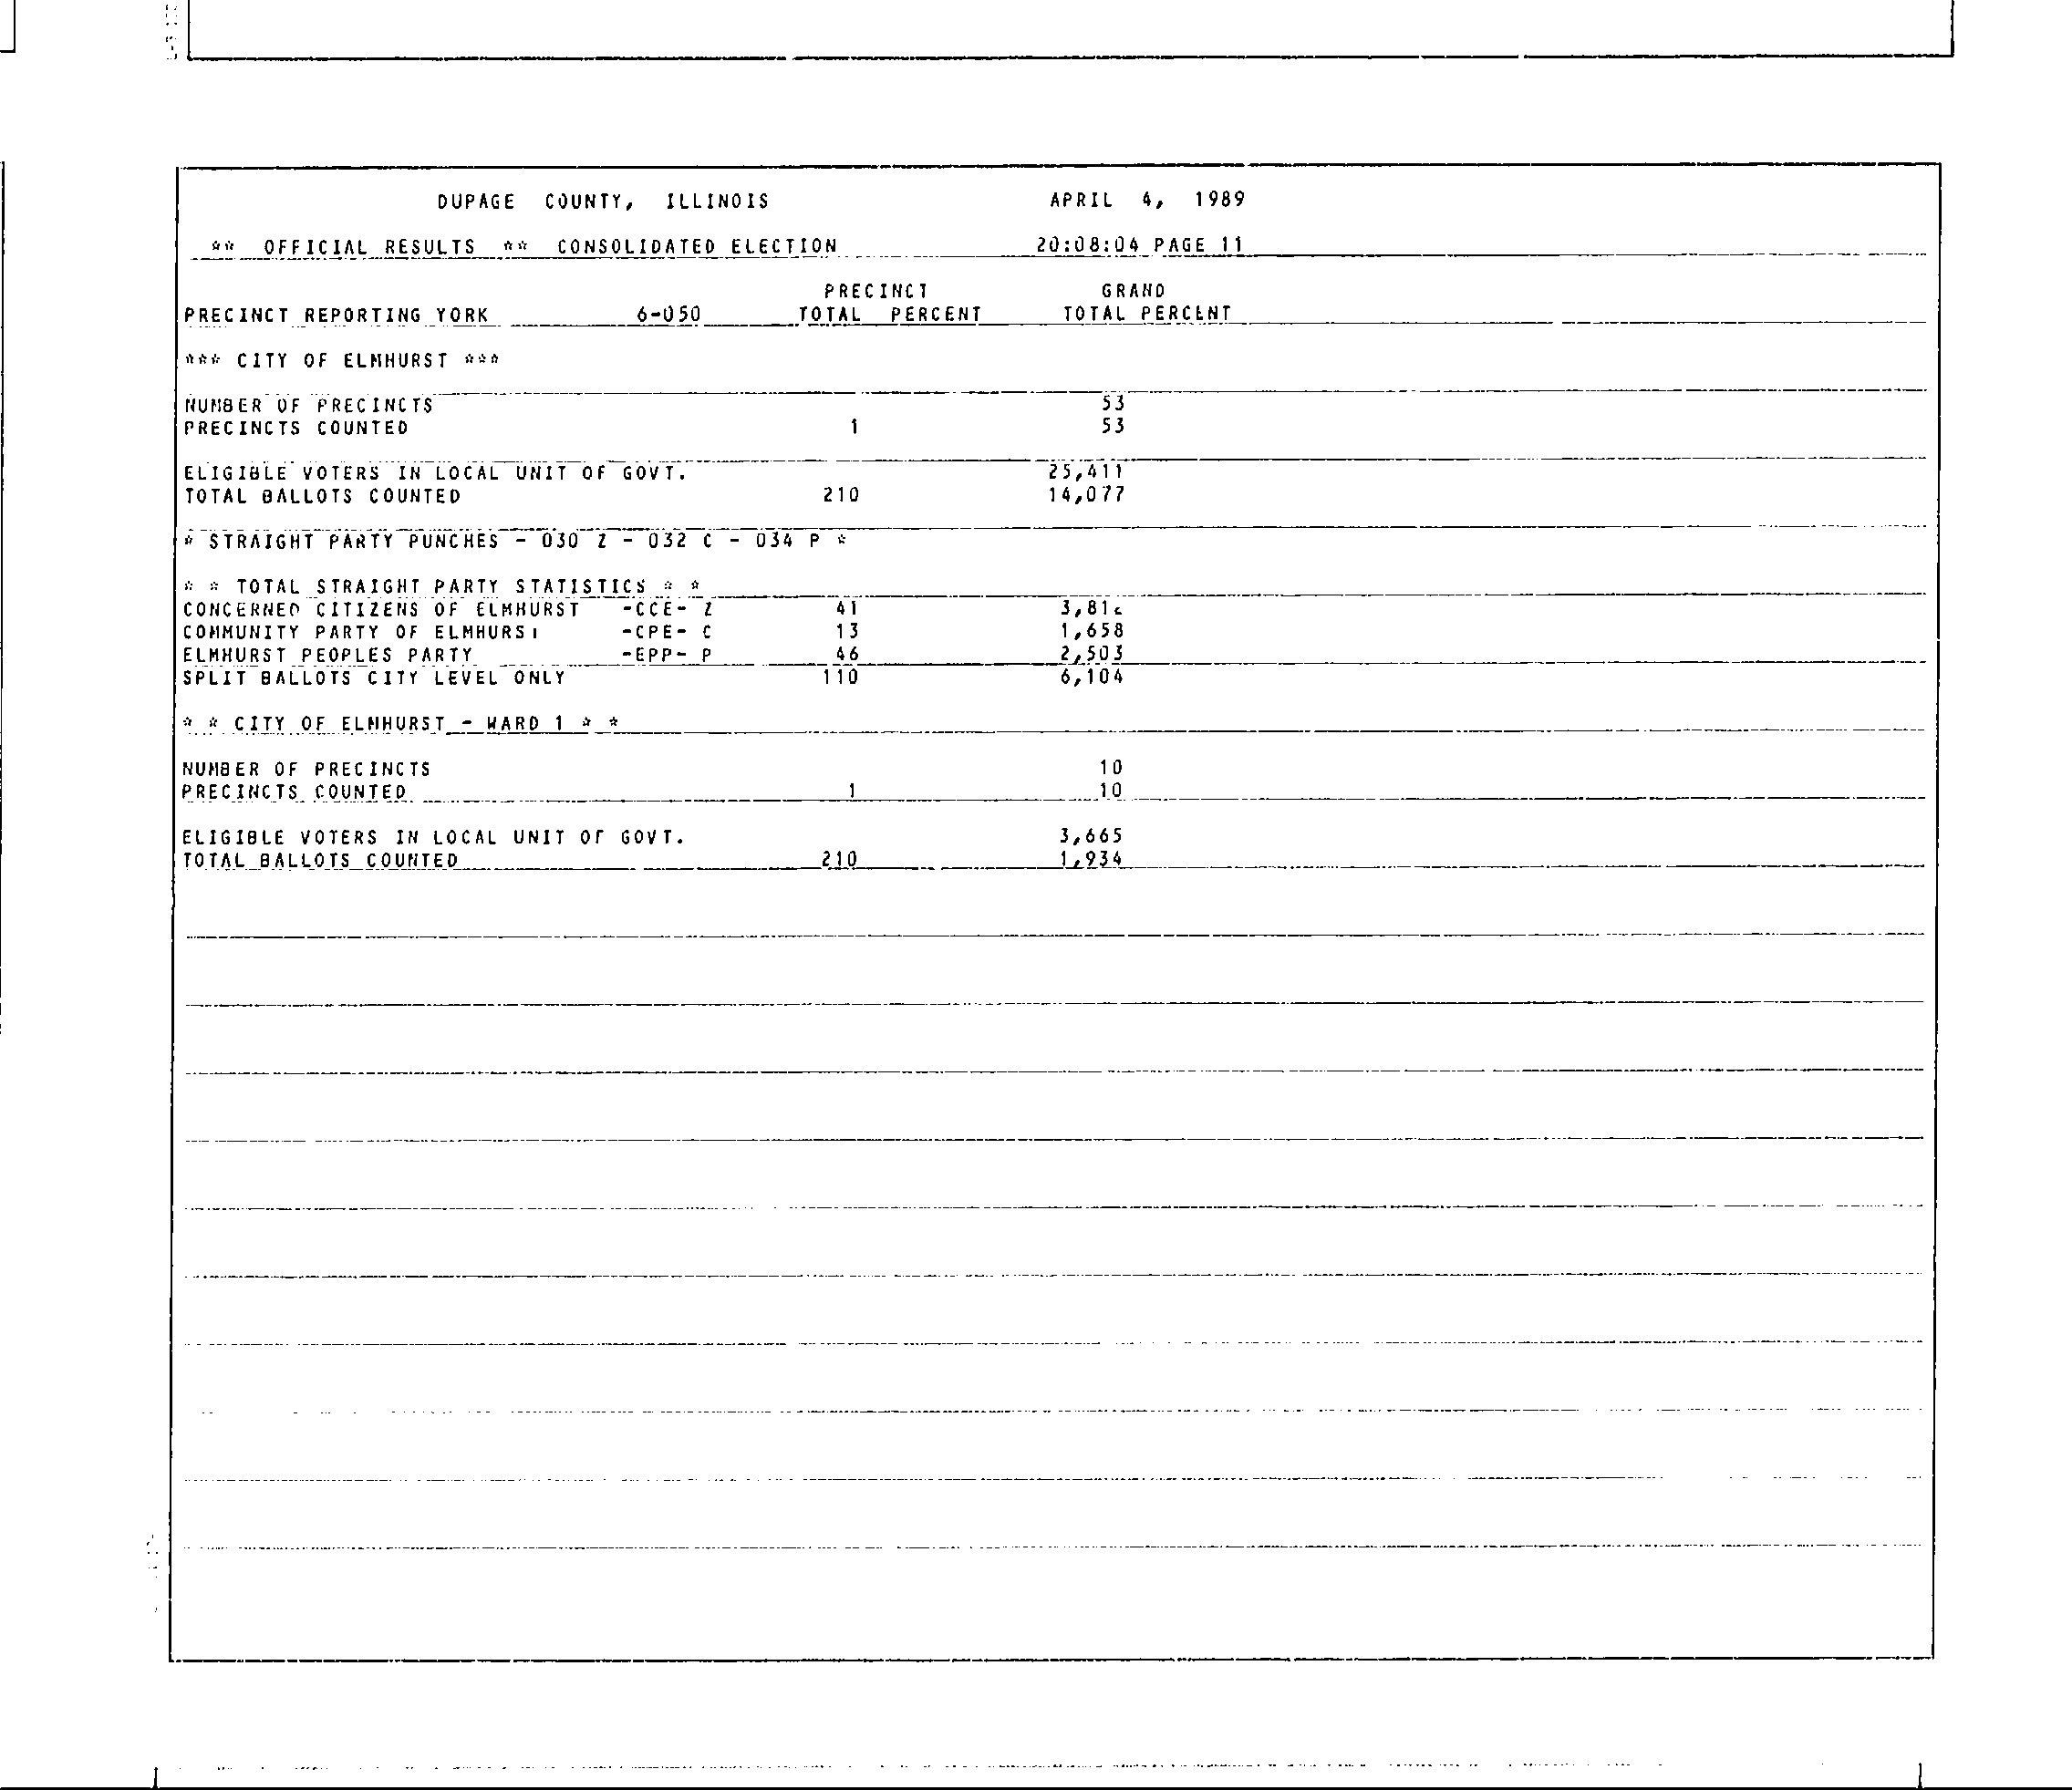 DUPAGE COUNTY, ILLINOIS APRIL 4, 1989
** OFFICIAL RESULTS ** CONSOLIDATED ELECTION 20:08:04 PAGE 11
PRECINCT GRAND
PRECINCT REPORTING YORK 6-050 TOTAL PERCENT TOTAL PERCENT
*** CITY OF ELMHURST ***
NUMBER OF PRECINCTS 53
PRECINCTS COUNTED 1 53
ELIGIBLE VOTERS IN LOCAL UNIT OF GOVT. 25,411
TOTAL BALLOTS COUNTED 210 14,077
* STRAIGHT PARTY PUNCHES - 030 Z - 032 C - 034 P *
* * TOTAL STRAIGHT PARTY STATISTICS * *
CONCERNED CITIZENS OF ELMHURST -CCE- Z 41 3,812
COMMUNITY PARTY OF ELMHURST -CPE- C 13 1,658
ELMHURST PEOPLES PARTY -EPP- P 46 2,503
SPLIT BALLOTS CITY LEVEL ONLY 110 6,104
* * CITY OF ELMHURST - WARD 1 * *
NUMBER OF PRECINCTS 10
PRECINCTS COUNTED 1 10
ELIGIBLE VOTERS IN LOCAL UNIT OF GOVT. 3,665
TOTAL BALLOTS COUNTED 210 1,934